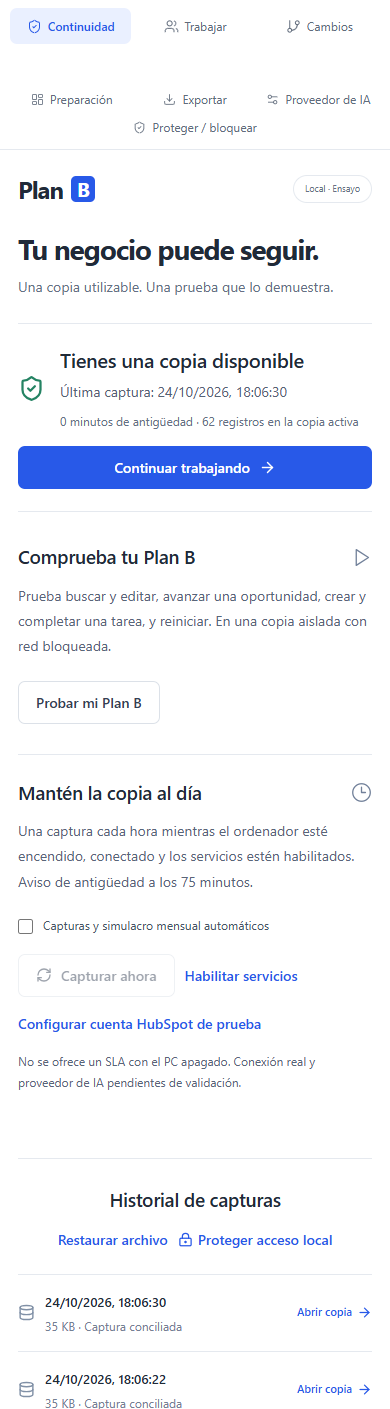 Continuidad
Trabajar
Cambios
Preparación
Exportar
Proveedor de IA
Proteger / bloquear
Plan B
Local · Ensayo
Tu negocio puede seguir.
Una copia utilizable. Una prueba que lo demuestra.
Tienes una copia disponible
Última captura: 24/10/2026, 18:06:30
0 minutos de antigüedad · 62 registros en la copia activa
Continuar trabajando
Comprueba tu Plan B
Prueba buscar y editar, avanzar una oportunidad, crear y
completar una tarea, y reiniciar. En una copia aislada con
red bloqueada.
Probar mi Plan B
Mantén la copia al día
Una captura cada hora mientras el ordenador esté
encendido, conectado y los servicios estén habilitados.
Aviso de antigüedad a los 75 minutos.
Capturas y simulacro mensual automáticos
Capturar ahora
Habilitar servicios
Configurar cuenta HubSpot de prueba
No se ofrece un SLA con el PC apagado. Conexión real y
proveedor de IA pendientes de validación.
Historial de capturas
Restaurar archivo
Proteger acceso local
24/10/2026, 18:06:30
35 KB · Captura conciliada
Abrir copia
24/10/2026, 18:06:22
35 KB · Captura conciliada
Abrir copia